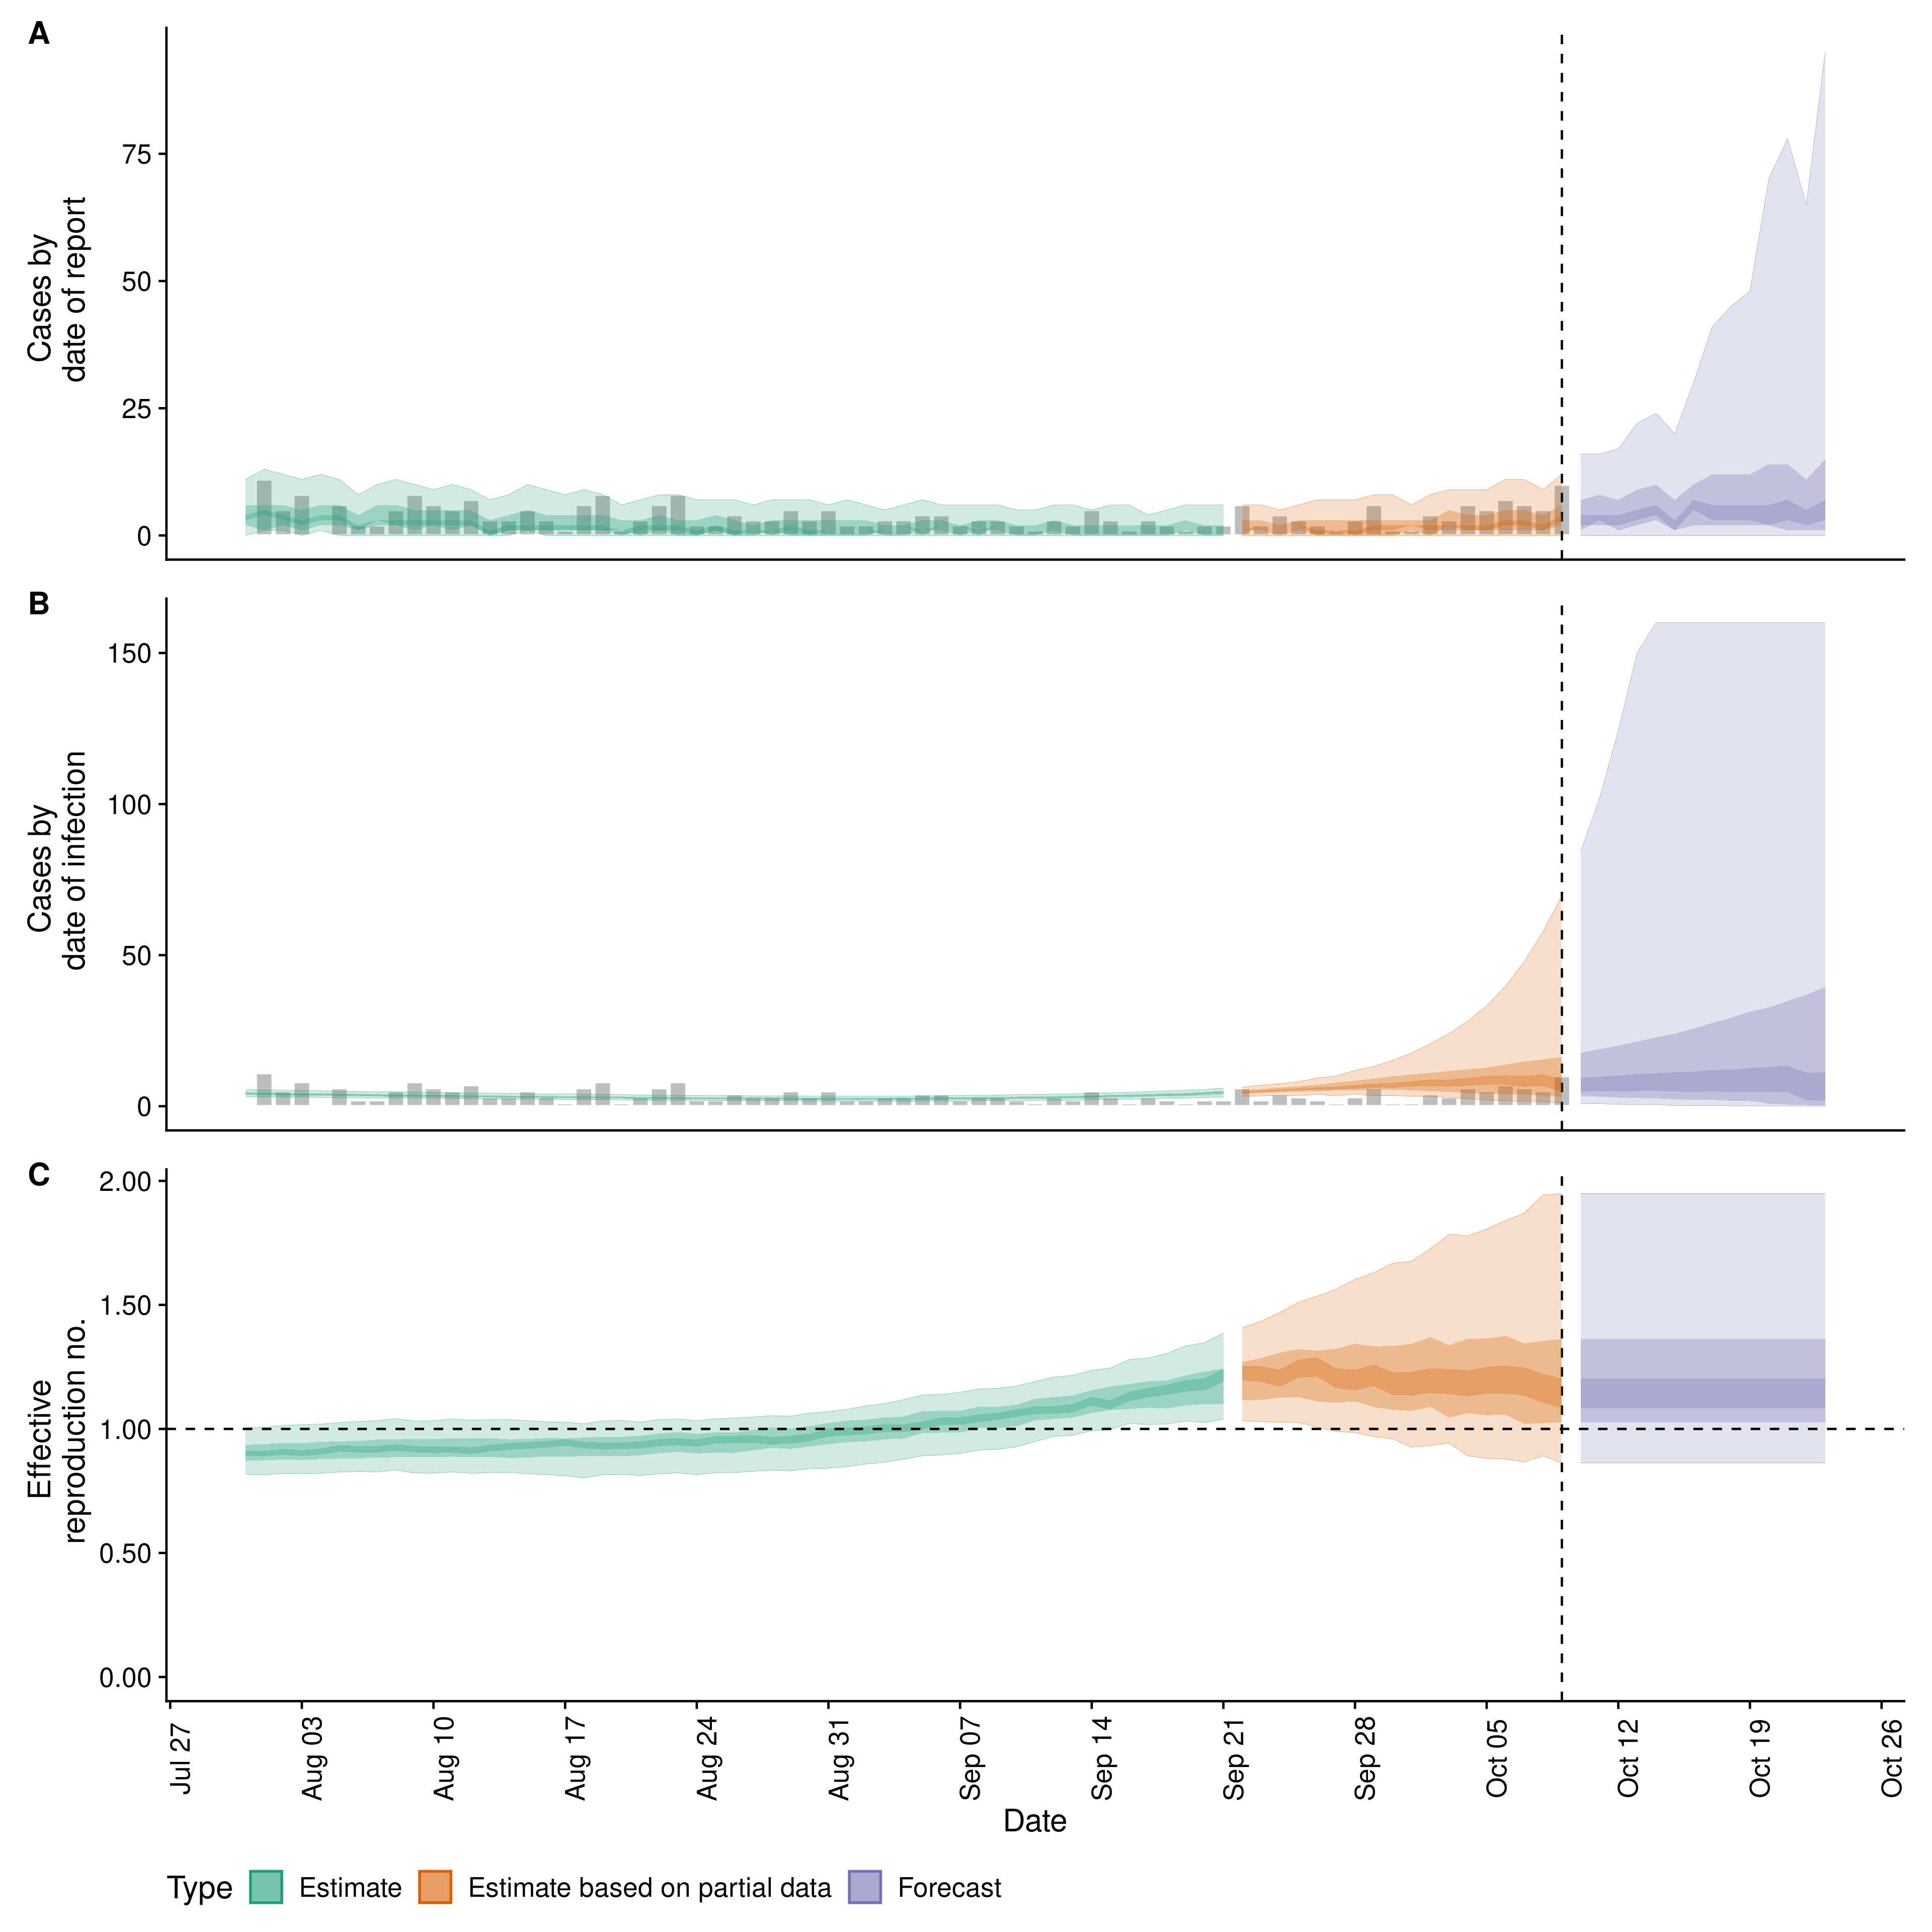 A
Cases by
date of report
75
50
25
0
B
Cases by
date of infection
150
100
50
0
C
Effective
reproduction no.
2.00
1.50
1.00
0.50
0.00
Jul 27
Aug 03
Aug 10
Aug 17
Aug 24
Aug 31
Sep 07
Sep 14
Sep 21
Sep 28
Oct 05
Oct 12
Oct 19
Oct 26
Date
Type Estimate Estimate based on partial data Forecast